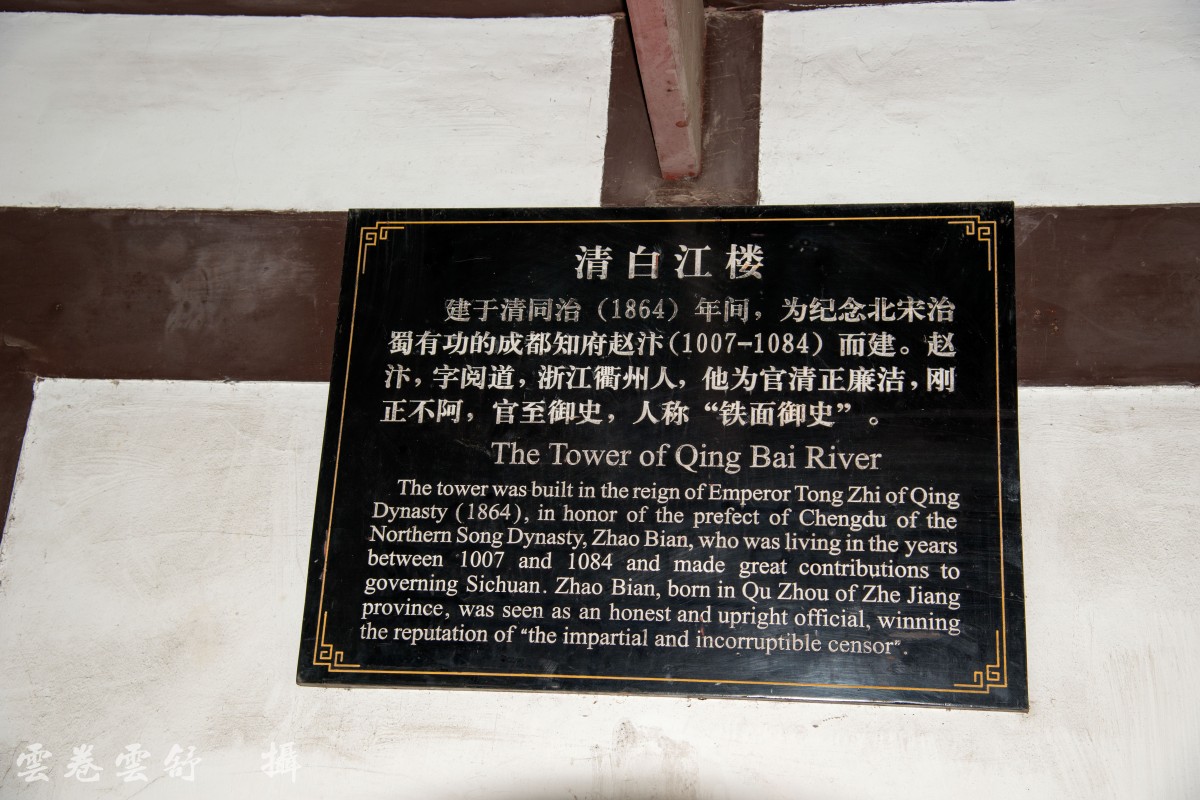 清白江楼
建于清同治（1864）年间，为纪念北宋治
蜀有功的成都知府赵汴(1007-1084）而建。赵
汴，字阅道，浙江衢州人，他为官清正廉洁，刚
正不阿，官至御史，人称“铁面御史”。
The Tower of Qing Bai River
The tower was built in the reign of Emperor Tong Zhi of Qing
Dynasty (1864), in honor of the prefect of Chengdu of the
Northern Song Dynasty, Zhao Bian, who was living in the years
between 1007 and 1084 and made great contributions to
governing Sichuan. Zhao Bian, born in Qu Zhou of Zhe Jiang
province, was seen as an honest and upright official, winning
the reputation of “the impartial and incorruptible censor”.
雲卷雲舒 攝